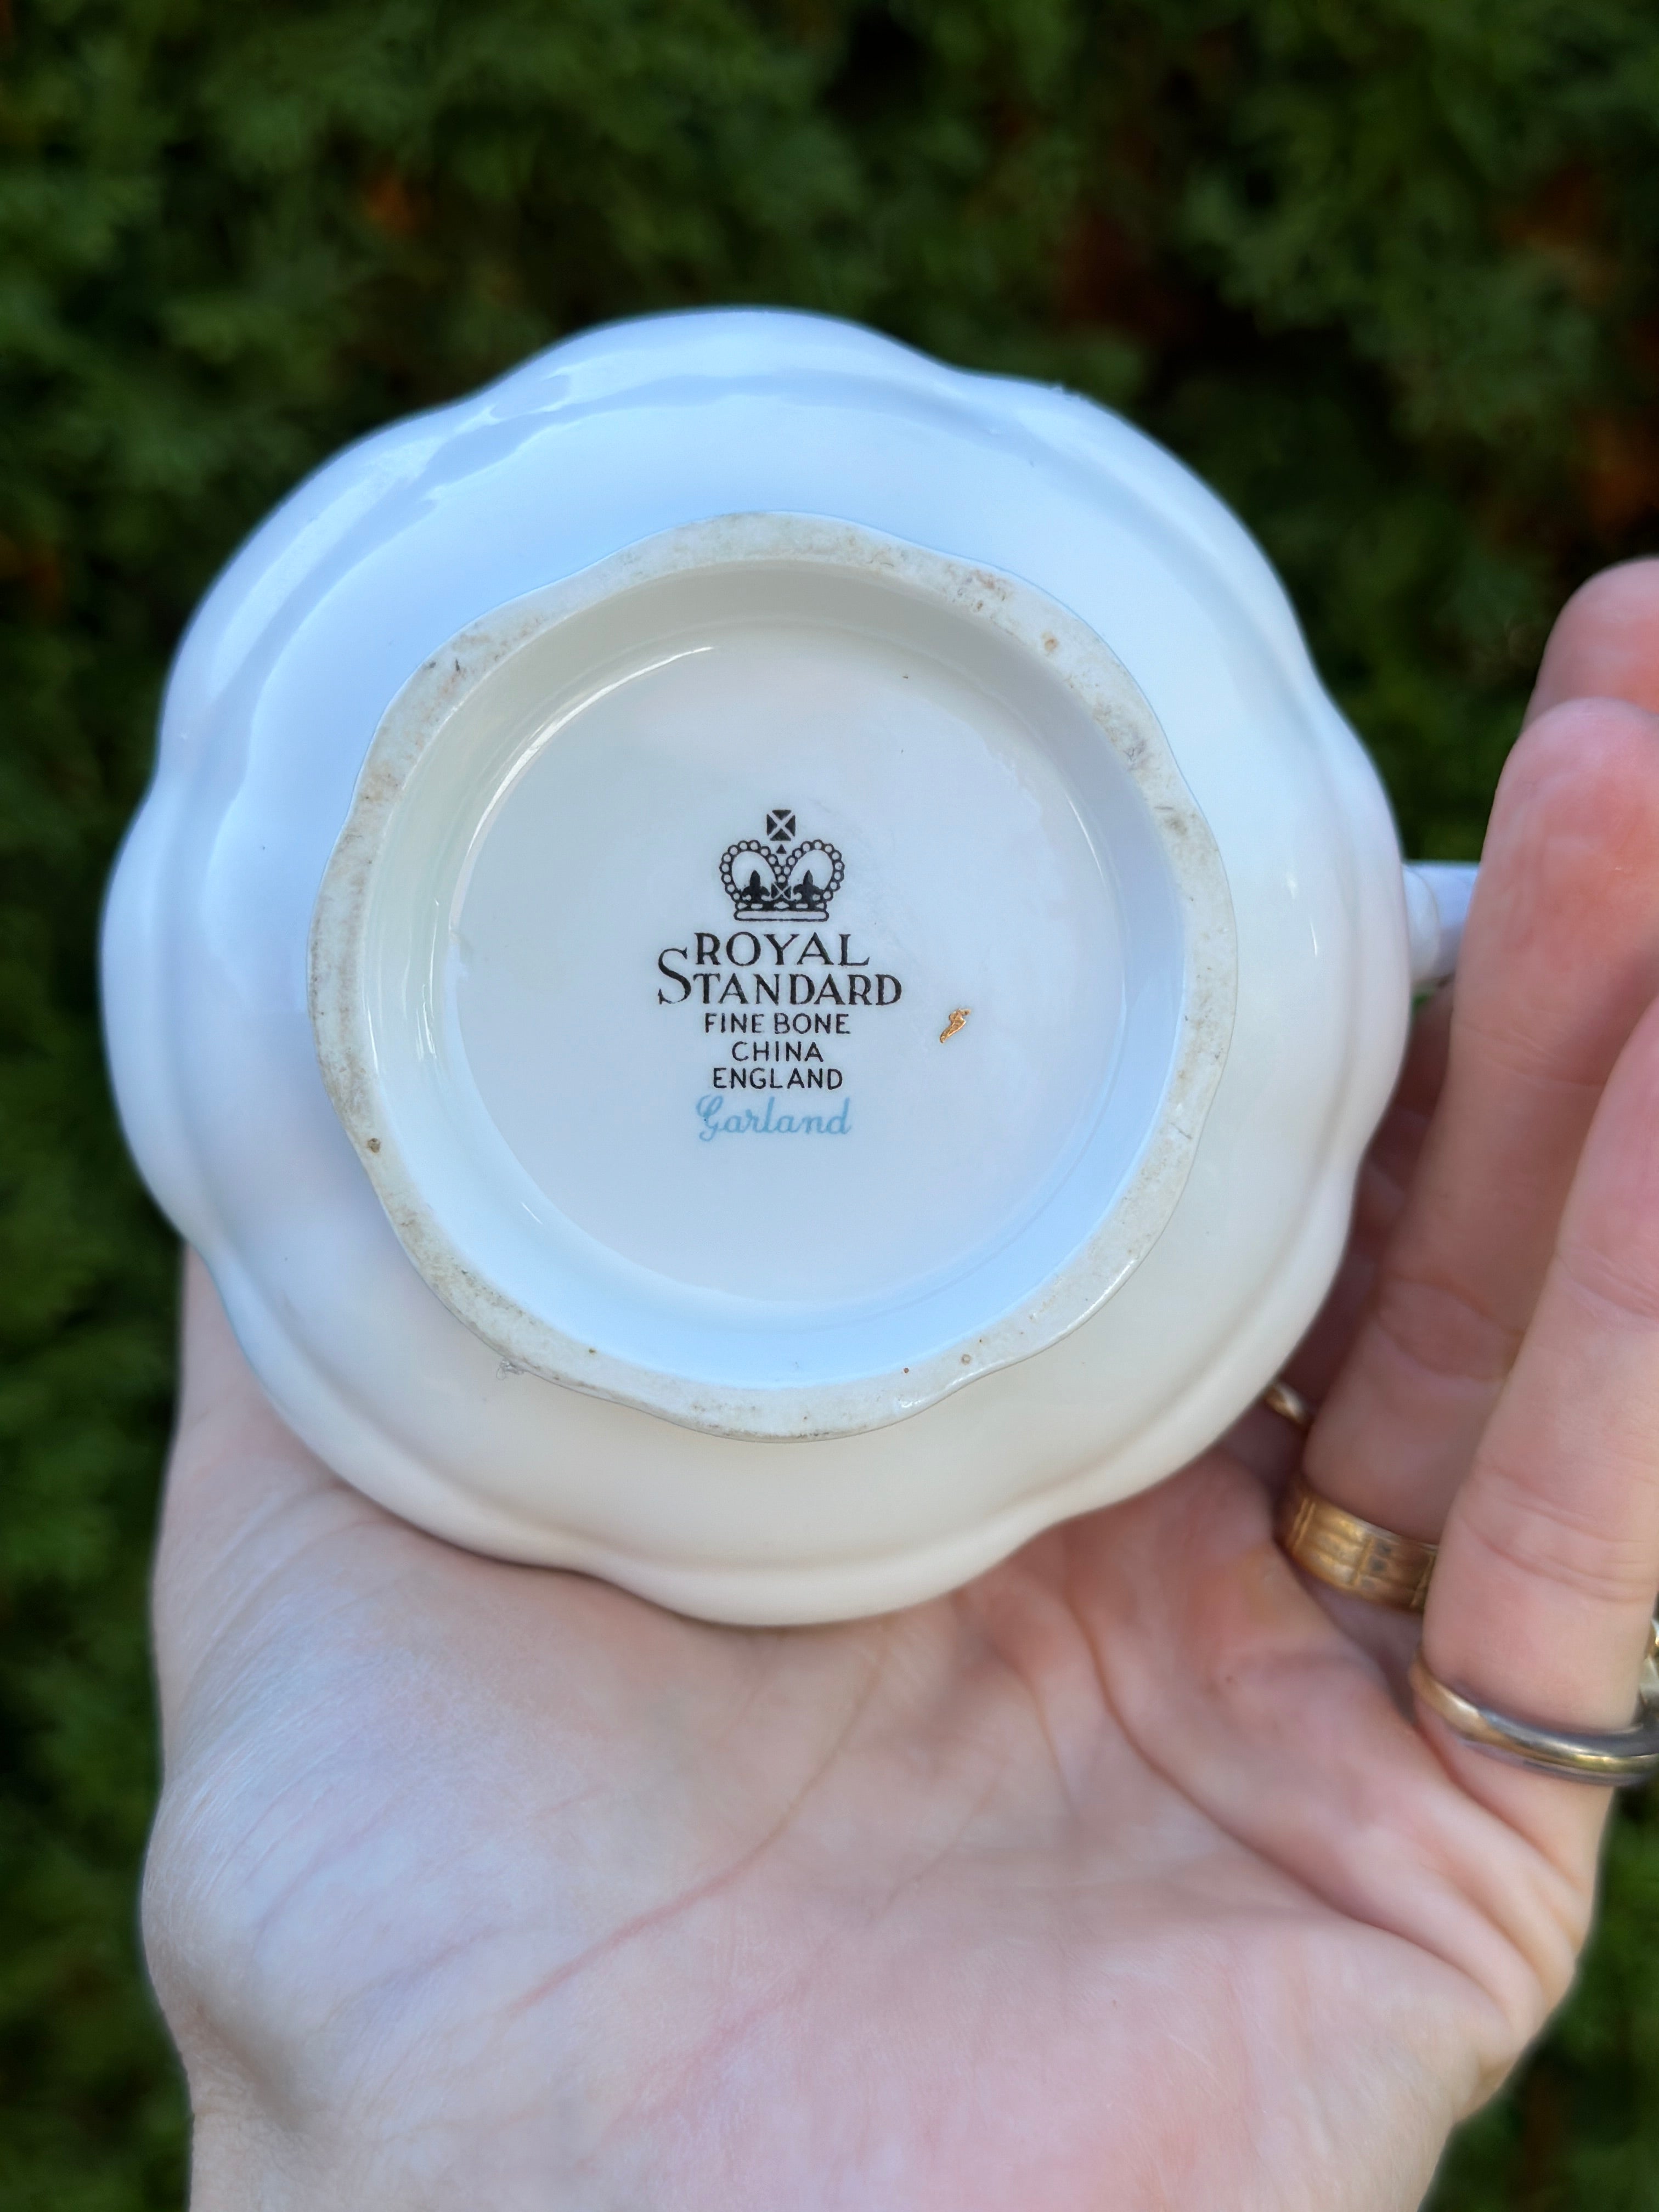 ROYAL
STANDARD
FINE BONE
CHINA
ENGLAND
Garland